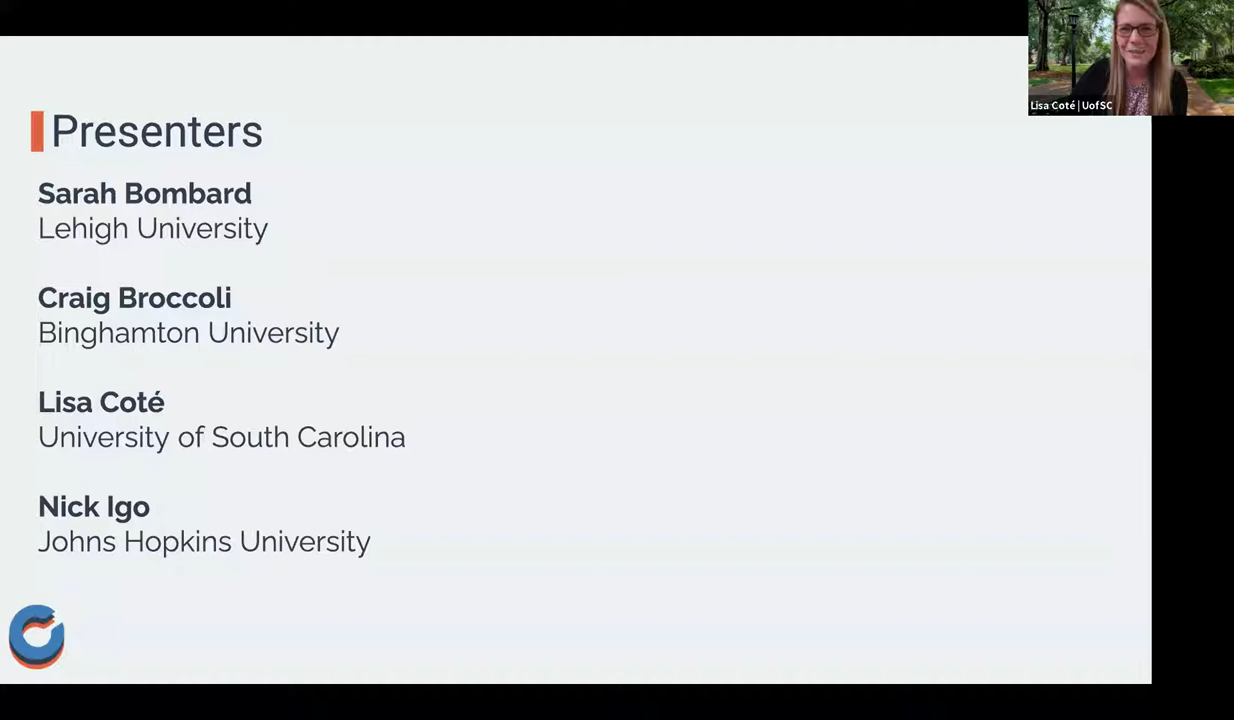 Presenters
Sarah Bombard
Lehigh University
Craig Broccoli
Binghamton University
Lisa Coté
University of South Carolina
Nick Igo
Johns Hopkins University
Lisa Coté | UofSC